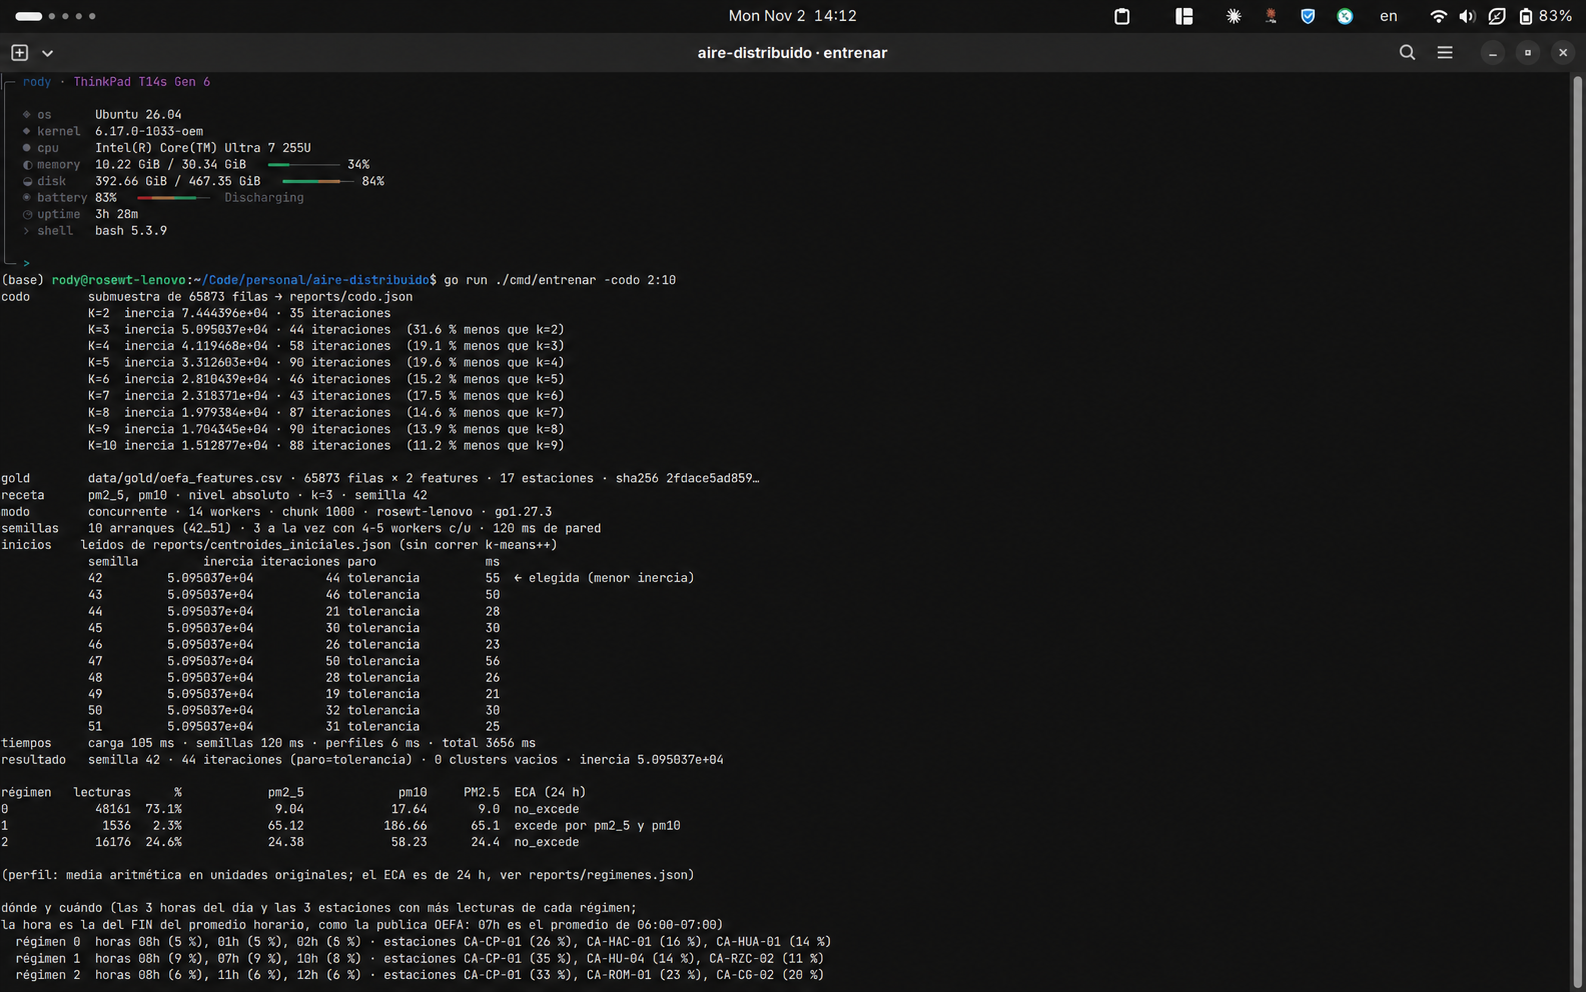 Mon Nov 2 14:12
en
83%
aire-distribuido · entrenar
rody · ThinkPad T14s Gen 6
os Ubuntu 26.04
kernel 6.17.0-1033-oem
cpu Intel(R) Core(TM) Ultra 7 255U
memory 10.22 GiB / 30.34 GiB 34%
disk 392.66 GiB / 467.35 GiB 84%
battery 83% Discharging
uptime 3h 28m
> shell bash 5.3.9
>
(base) rody@rosewt-lenovo:~/Code/personal/aire-distribuido$ go run ./cmd/entrenar -codo 2:10
codo submuestra de 65873 filas → reports/codo.json
K=2 inercia 7.444396e+04 · 35 iteraciones
K=3 inercia 5.095037e+04 · 44 iteraciones (31.6 % menos que k=2)
K=4 inercia 4.119468e+04 · 58 iteraciones (19.1 % menos que k=3)
K=5 inercia 3.312603e+04 · 90 iteraciones (19.6 % menos que k=4)
K=6 inercia 2.810439e+04 · 46 iteraciones (15.2 % menos que k=5)
K=7 inercia 2.318371e+04 · 43 iteraciones (17.5 % menos que k=6)
K=8 inercia 1.979384e+04 · 87 iteraciones (14.6 % menos que k=7)
K=9 inercia 1.704345e+04 · 90 iteraciones (13.9 % menos que k=8)
K=10 inercia 1.512877e+04 · 88 iteraciones (11.2 % menos que k=9)
gold data/gold/oefa_features.csv · 65873 filas × 2 features · 17 estaciones · sha256 2fdace5ad859…
receta pm2_5, pm10 · nivel absoluto · k=3 · semilla 42
modo concurrente · 14 workers · chunk 1000 · rosewt-lenovo · go1.27.3
semillas 10 arranques (42…51) · 3 a la vez con 4-5 workers c/u · 120 ms de pared
inicios leidos de reports/centroides_iniciales.json (sin correr k-means++)
semilla inercia iteraciones paro ms
42 5.095037e+04 44 tolerancia 55 ← elegida (menor inercia)
43 5.095037e+04 46 tolerancia 50
44 5.095037e+04 21 tolerancia 28
45 5.095037e+04 30 tolerancia 30
46 5.095037e+04 26 tolerancia 23
47 5.095037e+04 50 tolerancia 56
48 5.095037e+04 28 tolerancia 26
49 5.095037e+04 19 tolerancia 21
50 5.095037e+04 32 tolerancia 30
51 5.095037e+04 31 tolerancia 25
tiempos carga 105 ms · semillas 120 ms · perfiles 6 ms · total 3656 ms
resultado semilla 42 · 44 iteraciones (paro=tolerancia) · 0 clusters vacios · inercia 5.095037e+04
régimen lecturas % pm2_5 pm10 PM2.5 ECA (24 h)
0 48161 73.1% 9.04 17.64 9.0 no_excede
1 1536 2.3% 65.12 186.66 65.1 excede por pm2_5 y pm10
2 16176 24.6% 24.38 58.23 24.4 no_excede
(perfil: media aritmética en unidades originales; el ECA es de 24 h, ver reports/regimenes.json)
dónde y cuándo (las 3 horas del día y las 3 estaciones con más lecturas de cada régimen;
la hora es la del FIN del promedio horario, como la publica OEFA: 07h es el promedio de 06:00-07:00)
régimen 0 horas 08h (5 %), 01h (5 %), 02h (5 %) · estaciones CA-CP-01 (26 %), CA-HAC-01 (16 %), CA-HUA-01 (14 %)
régimen 1 horas 08h (9 %), 07h (9 %), 10h (8 %) · estaciones CA-CP-01 (35 %), CA-HU-04 (14 %), CA-RZC-02 (11 %)
régimen 2 horas 08h (6 %), 11h (6 %), 12h (6 %) · estaciones CA-CP-01 (33 %), CA-ROM-01 (23 %), CA-CG-02 (20 %)